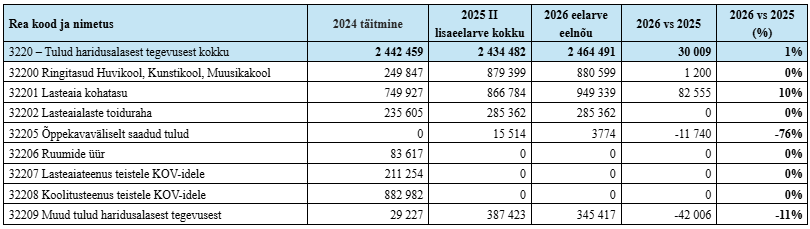 Rea kood ja nimetus 2024 täitmine 2025 II lisaeelarve kokku 2026 eelarve eelnõu 2026 vs 2025 2026 vs 2025 (%)
3220 – Tulud haridusalasest tegevusest kokku 2 442 459 2 434 482 2 464 491 30 009 1%
32200 Ringitasud Huvikool, Kunstikool, Muusikakool 249 847 879 399 880 599 1 200 0%
32201 Lasteaia kohatasu 749 927 866 784 949 339 82 555 10%
32202 Lasteaialaste toiduraha 235 605 285 362 285 362 0 0%
32205 Õppekavaväliselt saadud tulud 0 15 514 3774 -11 740 -76%
32206 Ruumide üür 83 617 0 0 0 0%
32207 Lasteaiateenus teistele KOV-idele 211 254 0 0 0 0%
32208 Koolitusteenus teistele KOV-idele 882 982 0 0 0 0%
32209 Muud tulud haridusalasest tegevusest 29 227 387 423 345 417 -42 006 -11%